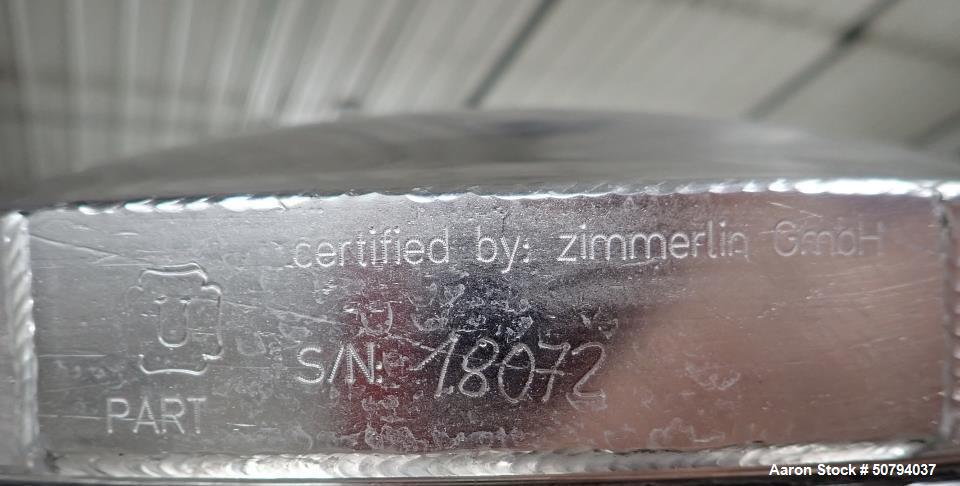 certified by: zimmerlin GmbH
U
S/N: 18072
PART
Aaron Stock # 50794037